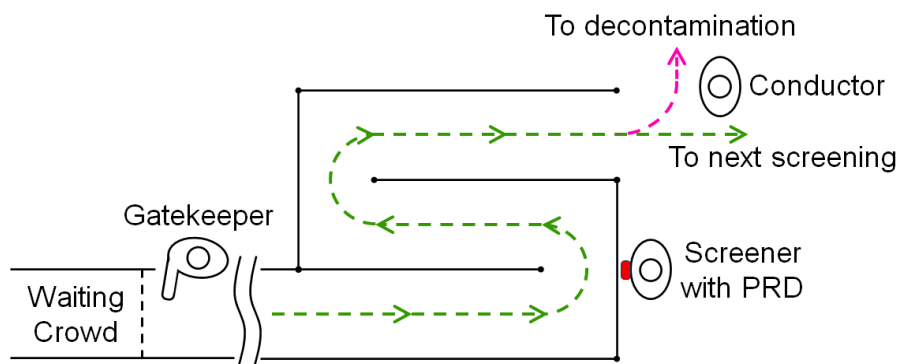 To decontamination
Conductor
To next screening
Gatekeeper
Screener
with PRD
Waiting
Crowd